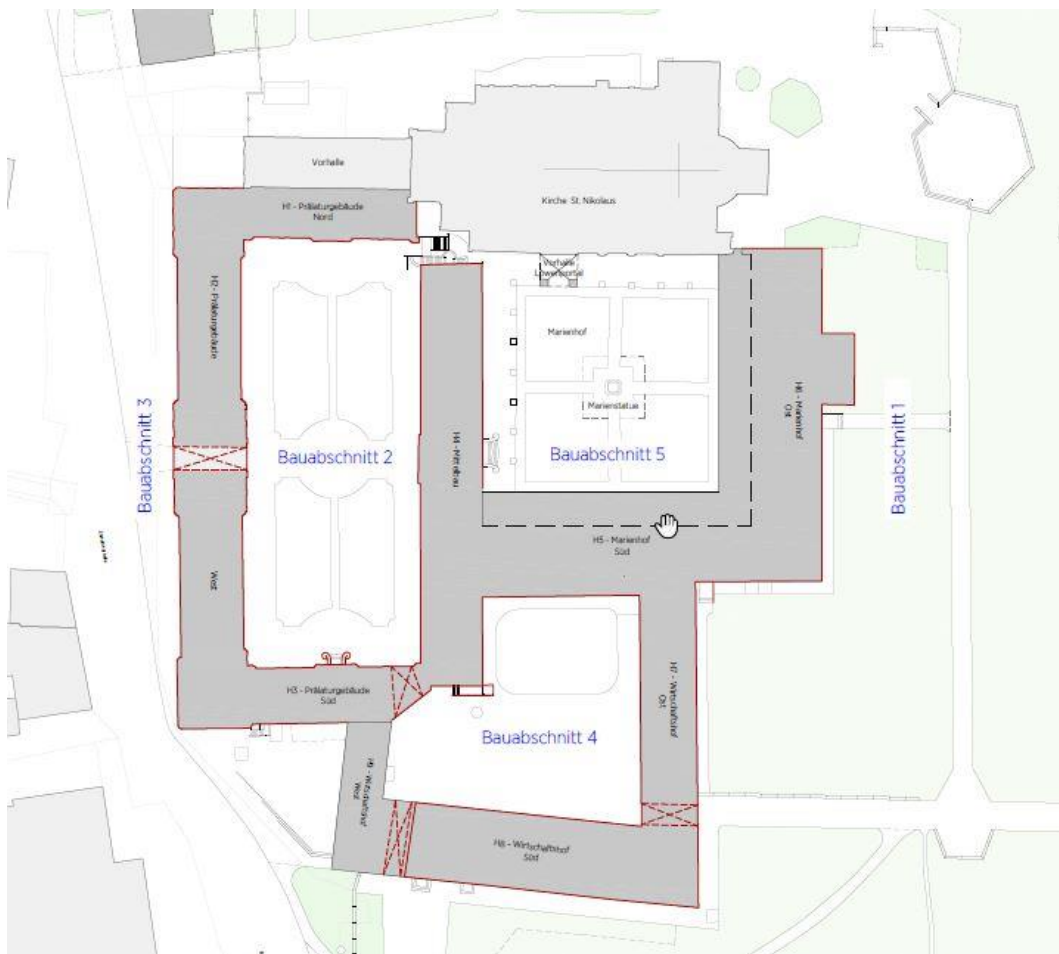 Vorhalle
H1 - Prälaturgebäude
Nord
Kirche St. Nikolaus
Vorhalle
Löwenportal
H2 - Prälaturgebäude
West
Marienhof
Marienstatue
H4 - Mittelbau
H6 - Marienhof
Ost
Bauabschnitt 3
Bauabschnitt 2
Bauabschnitt 5
Bauabschnitt 1
H5 - Marienhof
Süd
H3 - Prälaturgebäude
Süd
H7 - Wirtschaftshof
Ost
Bauabschnitt 4
H9 - Wirtschaftshof
West
H8 - Wirtschaftshof
Süd